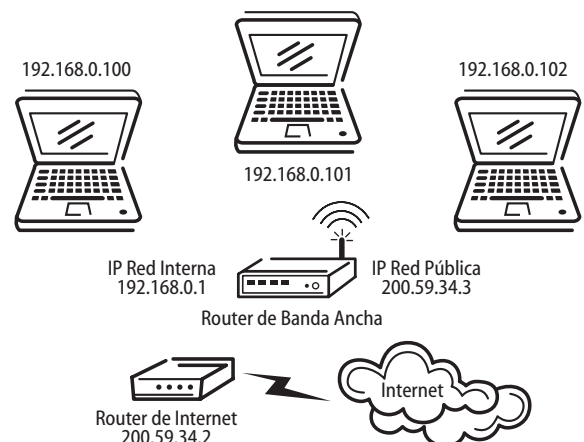 192.168.0.100
192.168.0.101
192.168.0.102
IP Red Interna
192.168.0.1
IP Red Pública
200.59.34.3
Router de Banda Ancha
Router de Internet
200.59.34.2
Internet